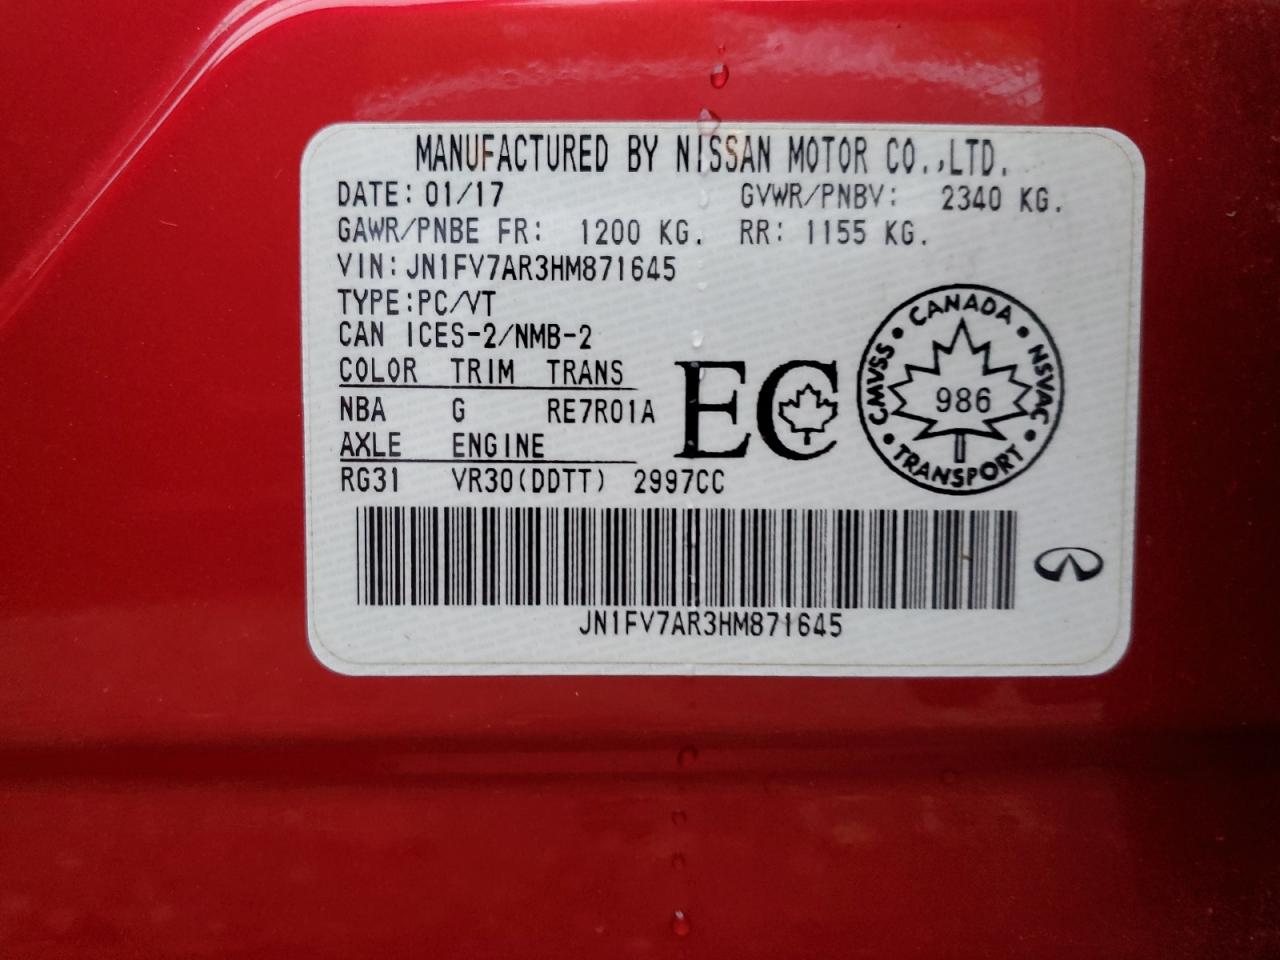 MANUFACTURED BY NISSAN MOTOR CO.,LTD.
DATE: 01/17 GVWR/PNBV: 2340 KG.
GAWR/PNBE FR: 1200 KG. RR: 1155 KG.
VIN: JN1FV7AR3HM871645
TYPE:PC/VT
CAN ICES-2/NMB-2
COLOR TRIM TRANS
NBA G RE7R01A
AXLE ENGINE
RG31 VR30(DDTT) 2997CC
EC
CANADA
CMVSS • NSVAC
986
TRANSPORT
JN1FV7AR3HM871645